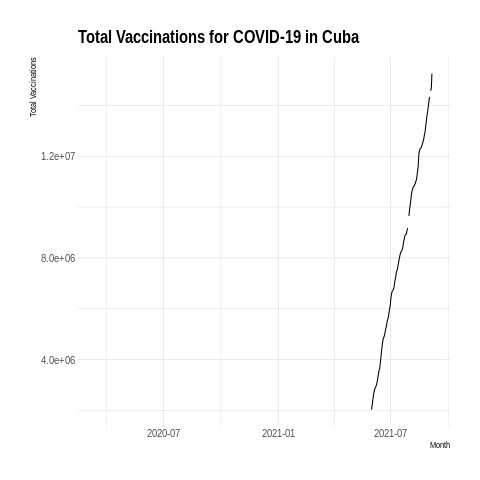 Total Vaccinations for COVID-19 in Cuba
Total Vaccinations
1.2e+07
8.0e+06
4.0e+06
2020-07
2021-01
2021-07
Month